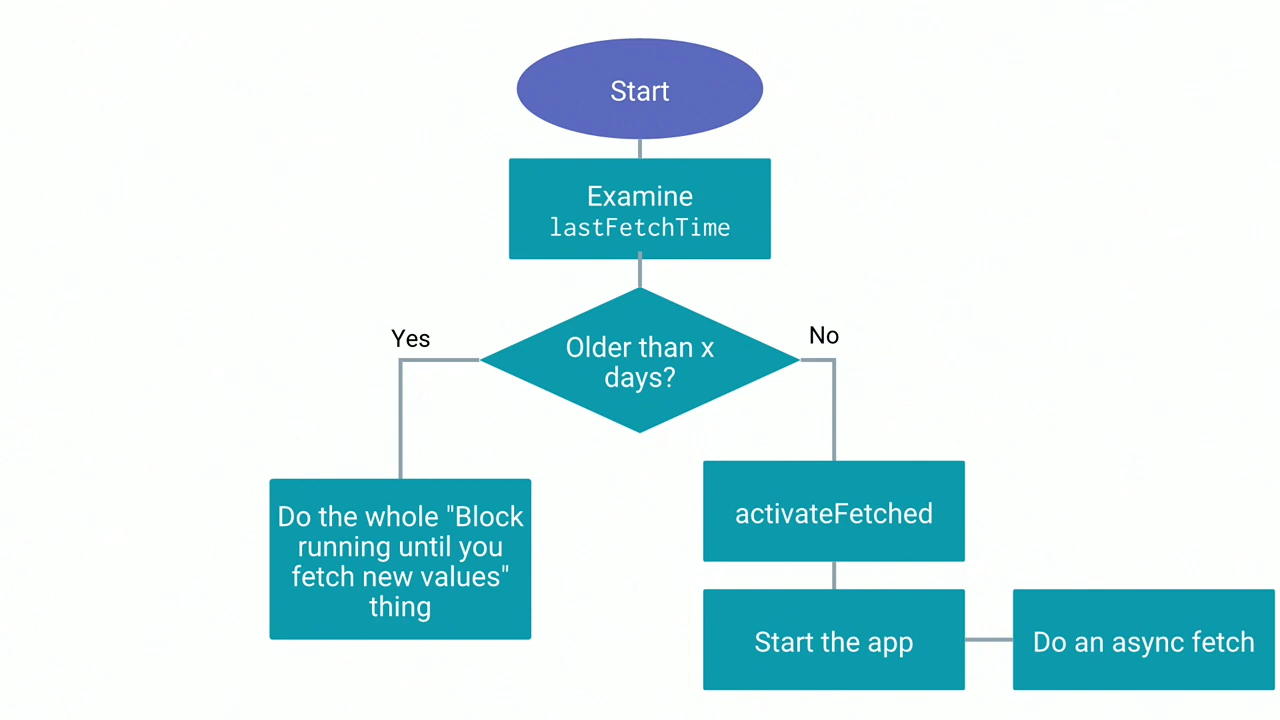 Start
Examine
lastFetchTime
Older than x
days?
Yes
No
Do the whole "Block
running until you
fetch new values"
thing
activateFetched
Start the app
Do an async fetch